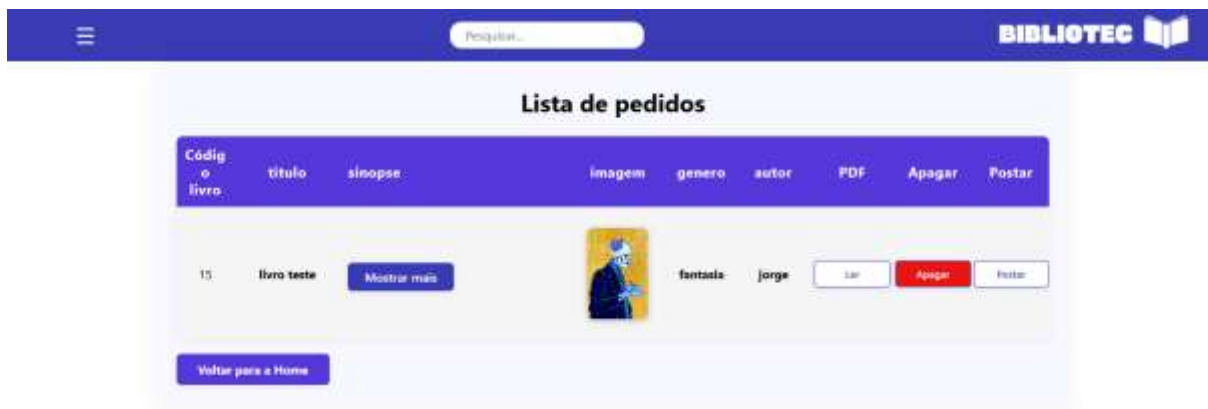 Pesquisar...
BIBLIOTEC
Lista de pedidos
Códig
o
livro
titulo
sinopse
imagem
genero
autor
PDF
Apagar
Postar
15
livro teste
Mostrar mais
fantasia
jorge
Ler
Apagar
Postar
Voltar para a Home